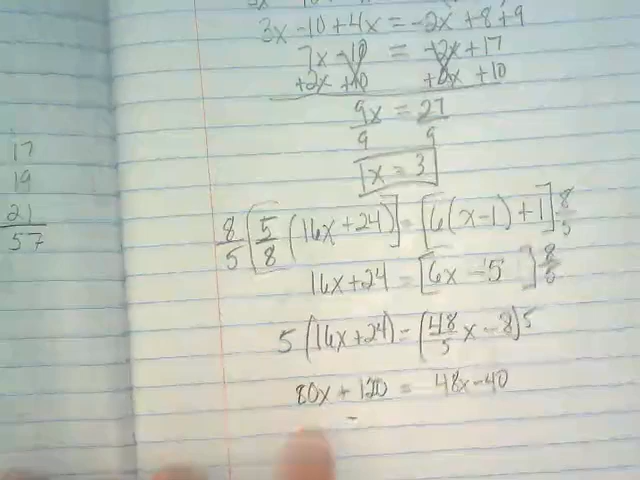 3x - 10 + 4x = -2x + 8 + 9
7x - 10 = -2x + 17
+2x +10 +2x +10
9x = 27
9 9
x = 3
17
19
21
57
8/5 [5/8 (16x + 24)] = [6(x - 1) + 1] 8/5
16x + 24 = [6x - 5] 8/5
5 (16x + 24) = (48/5 x - 8) 5
80x + 120 = 48x - 40
-